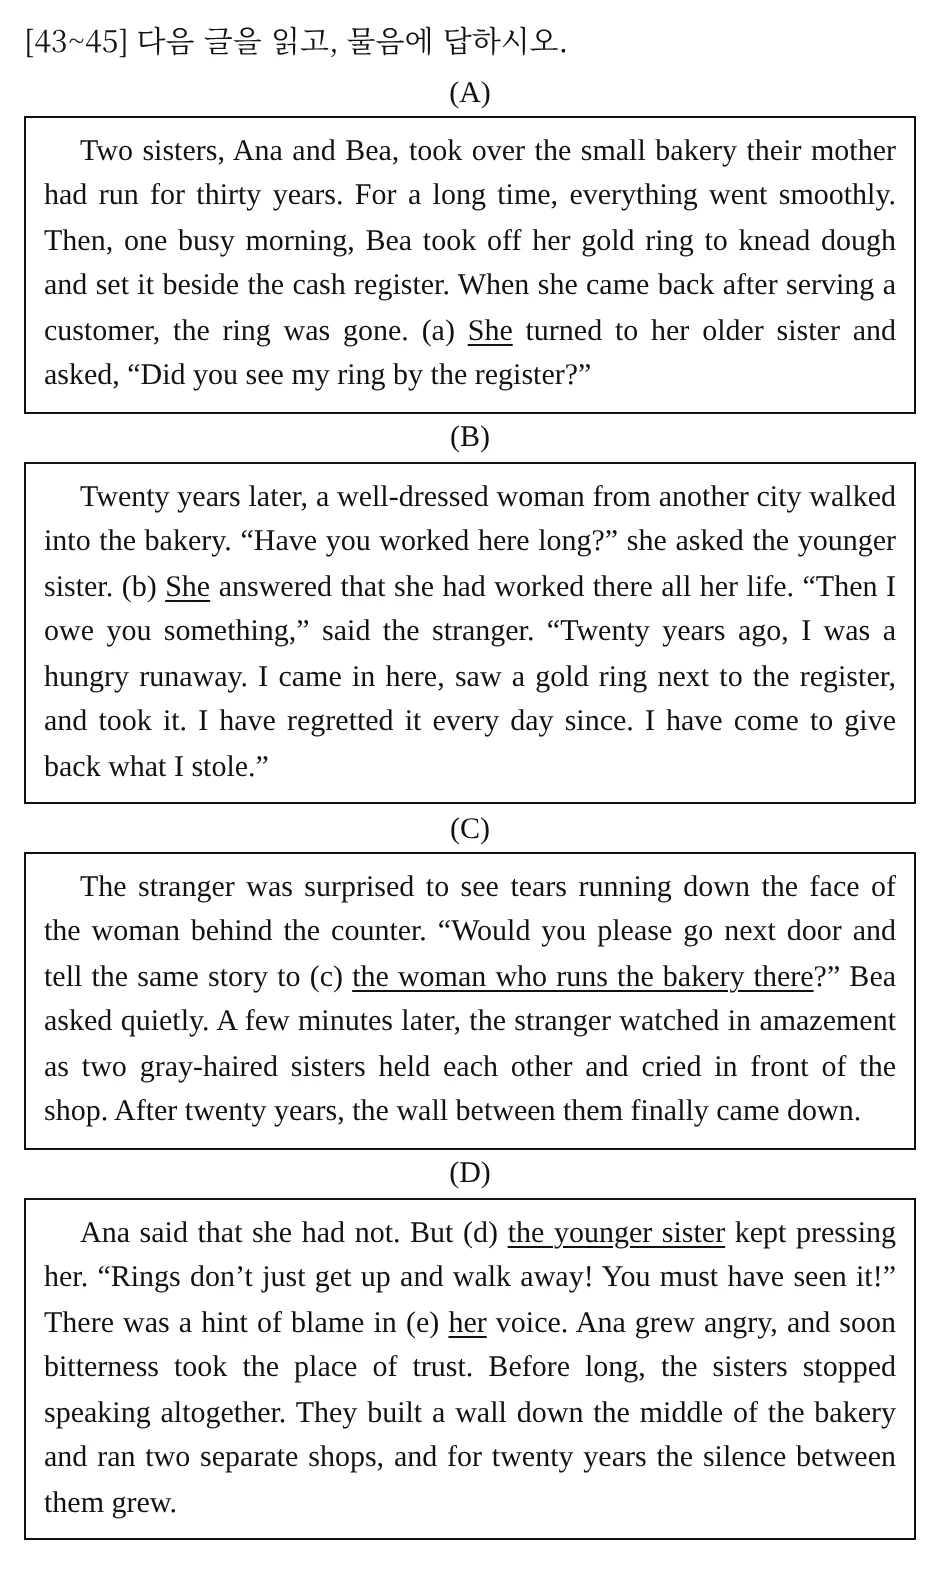 [43~45] 다음 글을 읽고, 물음에 답하시오.
(A)
Two sisters, Ana and Bea, took over the small bakery their mother
had run for thirty years. For a long time, everything went smoothly.
Then, one busy morning, Bea took off her gold ring to knead dough
and set it beside the cash register. When she came back after serving a
customer, the ring was gone. (a) She turned to her older sister and
asked, “Did you see my ring by the register?”
(B)
Twenty years later, a well-dressed woman from another city walked
into the bakery. “Have you worked here long?” she asked the younger
sister. (b) She answered that she had worked there all her life. “Then I
owe you something,” said the stranger. “Twenty years ago, I was a
hungry runaway. I came in here, saw a gold ring next to the register,
and took it. I have regretted it every day since. I have come to give
back what I stole.”
(C)
The stranger was surprised to see tears running down the face of
the woman behind the counter. “Would you please go next door and
tell the same story to (c) the woman who runs the bakery there?” Bea
asked quietly. A few minutes later, the stranger watched in amazement
as two gray-haired sisters held each other and cried in front of the
shop. After twenty years, the wall between them finally came down.
(D)
Ana said that she had not. But (d) the younger sister kept pressing
her. “Rings don’t just get up and walk away! You must have seen it!”
There was a hint of blame in (e) her voice. Ana grew angry, and soon
bitterness took the place of trust. Before long, the sisters stopped
speaking altogether. They built a wall down the middle of the bakery
and ran two separate shops, and for twenty years the silence between
them grew.